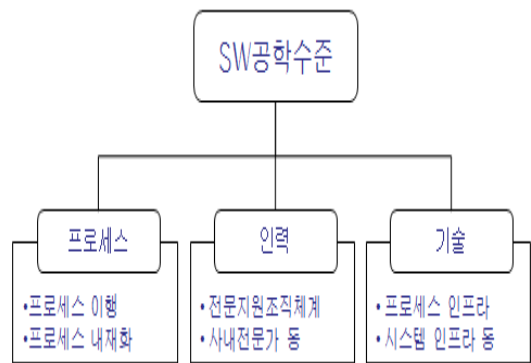 SW공학수준
프로세스
인력
기술
•프로세스 이행
•프로세스 내재화
•전문지원조직체계
•사내전문가 동
•프로세스 인프라
•시스템 인프라 동